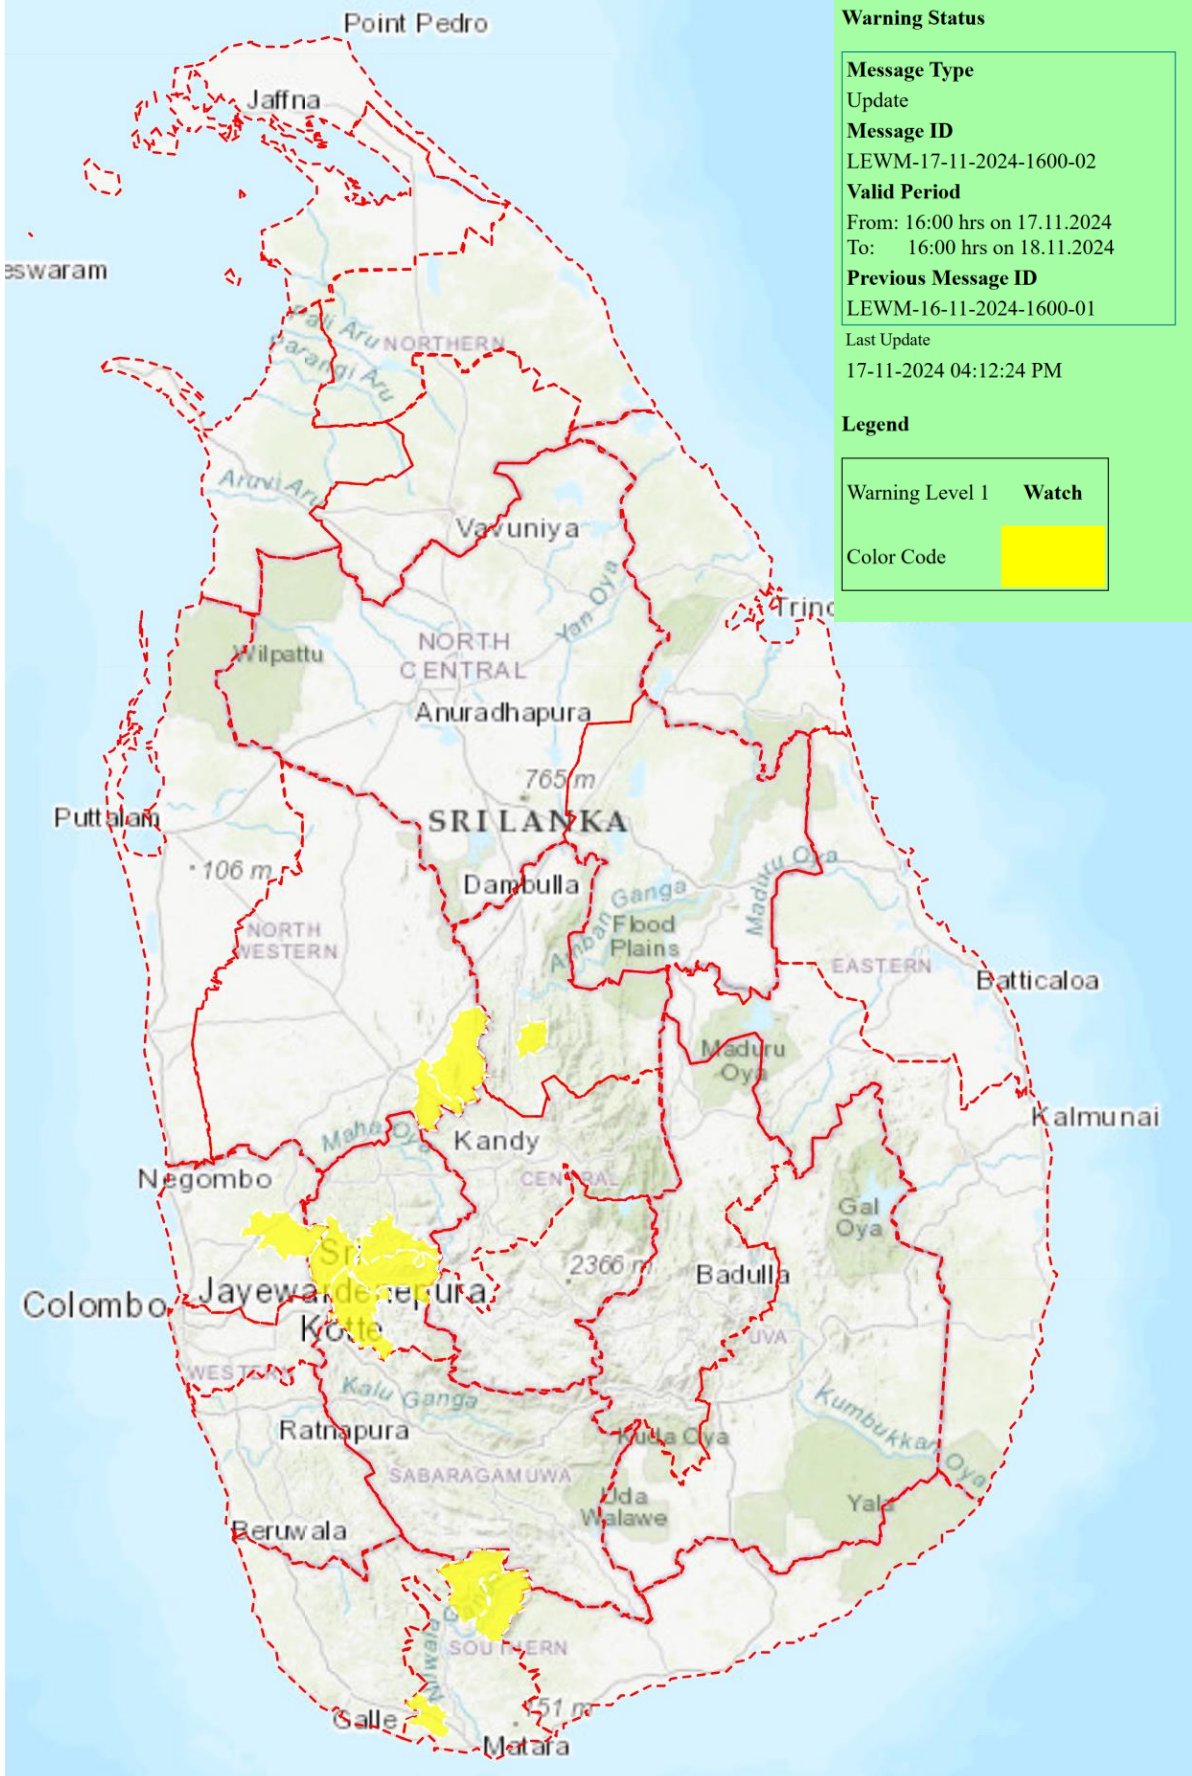 Point Pedro
Jaffna
eswaram
Pali Aru
Parangi Aru
NORTHERN
Aruvi Aru
Vavuniya
Yan Oya
Trinc
Wilpattu
NORTH
CENTRAL
Anuradhapura
765 m
Puttalam
SRI LANKA
106 m
Dambulla
Maduru Oya
Amban Ganga
Flood
Plains
NORTH
WESTERN
EASTERN
Batticaloa
Maduru
Oya
Kalmunai
Maha Oya
Kandy
Negombo
CENTRAL
Gal
Oya
Sri
Jayewardenepura
Kotte
2366 m
Badulla
Colombo
UVA
WESTERN
Kalu Ganga
Kumbukkan Oya
Ratnapura
Kuda Oya
SABARAGAMUWA
Uda
Walawe
Yala
Beruwala
Nilwala Ganga
SOUTHERN
151 m
Galle
Matara
Warning Status
Message Type
Update
Message ID
LEWM-17-11-2024-1600-02
Valid Period
From: 16:00 hrs on 17.11.2024
To: 16:00 hrs on 18.11.2024
Previous Message ID
LEWM-16-11-2024-1600-01
Last Update
17-11-2024 04:12:24 PM
Legend
Warning Level 1 Watch
Color Code